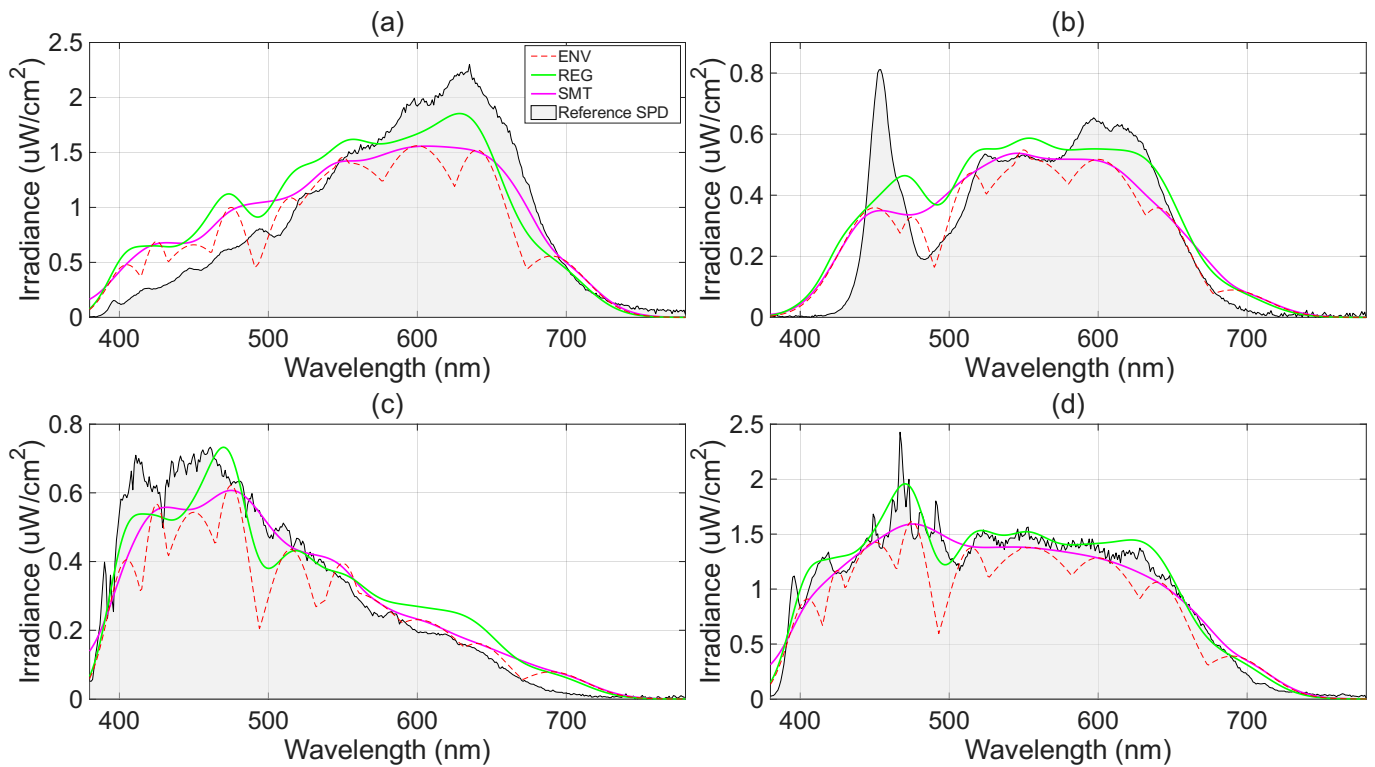 (a)
Irradiance (uW/cm²)
2.5
2
1.5
1
0.5
0
400
500
600
700
Wavelength (nm)
ENV
REG
SMT
Reference SPD
(b)
Irradiance (uW/cm²)
0.8
0.6
0.4
0.2
0
400
500
600
700
Wavelength (nm)
(c)
Irradiance (uW/cm²)
0.8
0.6
0.4
0.2
0
400
500
600
700
Wavelength (nm)
(d)
Irradiance (uW/cm²)
2.5
2
1.5
1
0.5
0
400
500
600
700
Wavelength (nm)